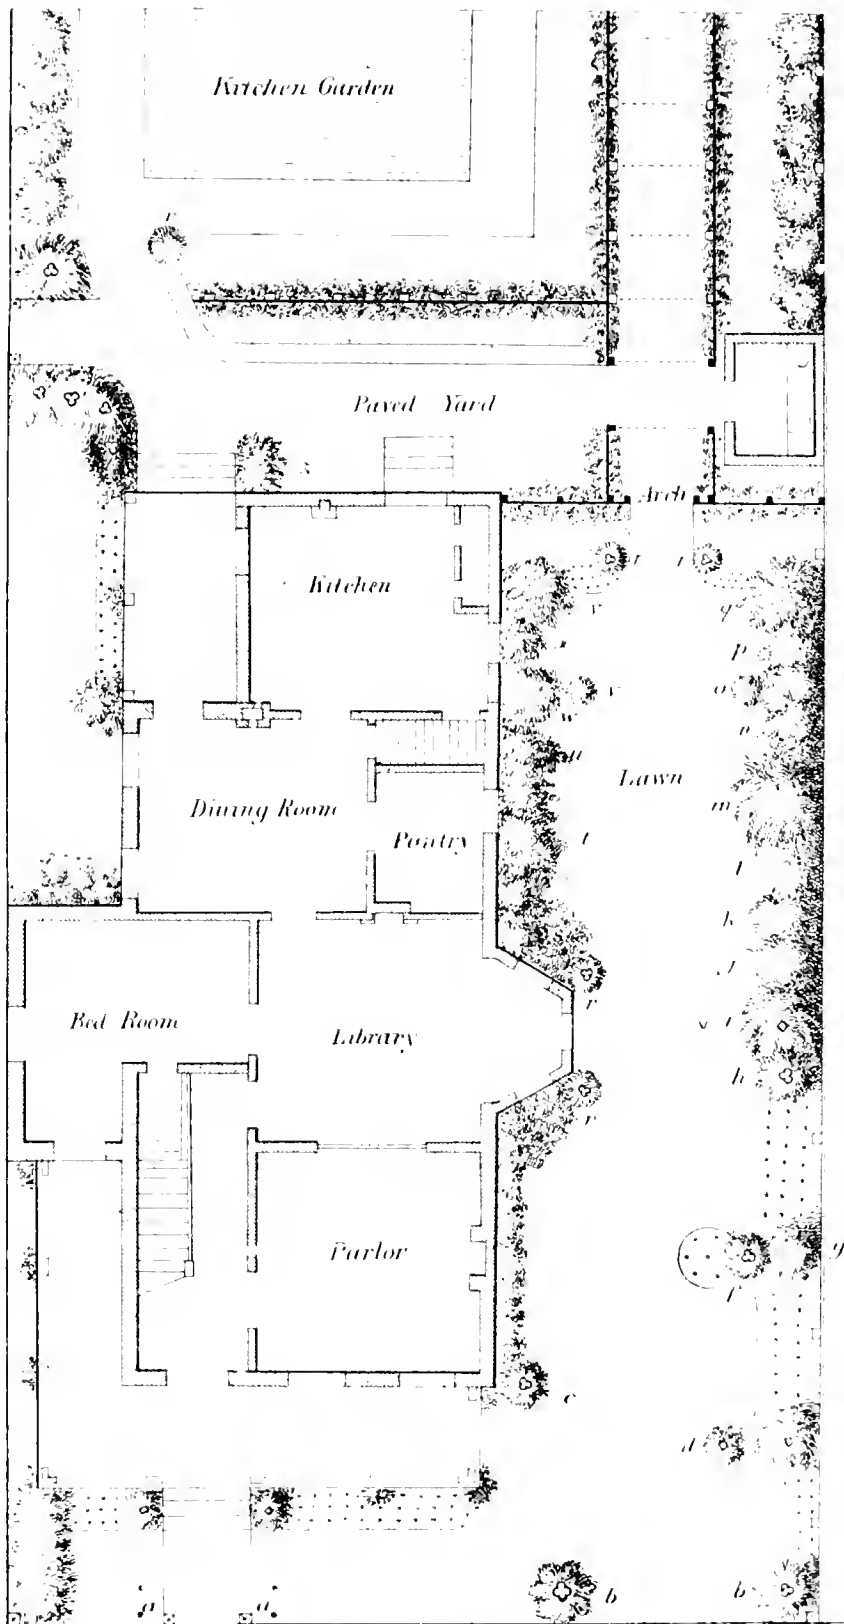 Kitchen Garden
Paved Yard
Arch
r
r
Kitchen
v
q
p
x
o
v
w
n
u
Lawn
m
Dining Room
Pantry
t
l
k
s
j
r
Bed Room
Library
i
h
r
Parlor
g
f
c
d
a
a
b
b